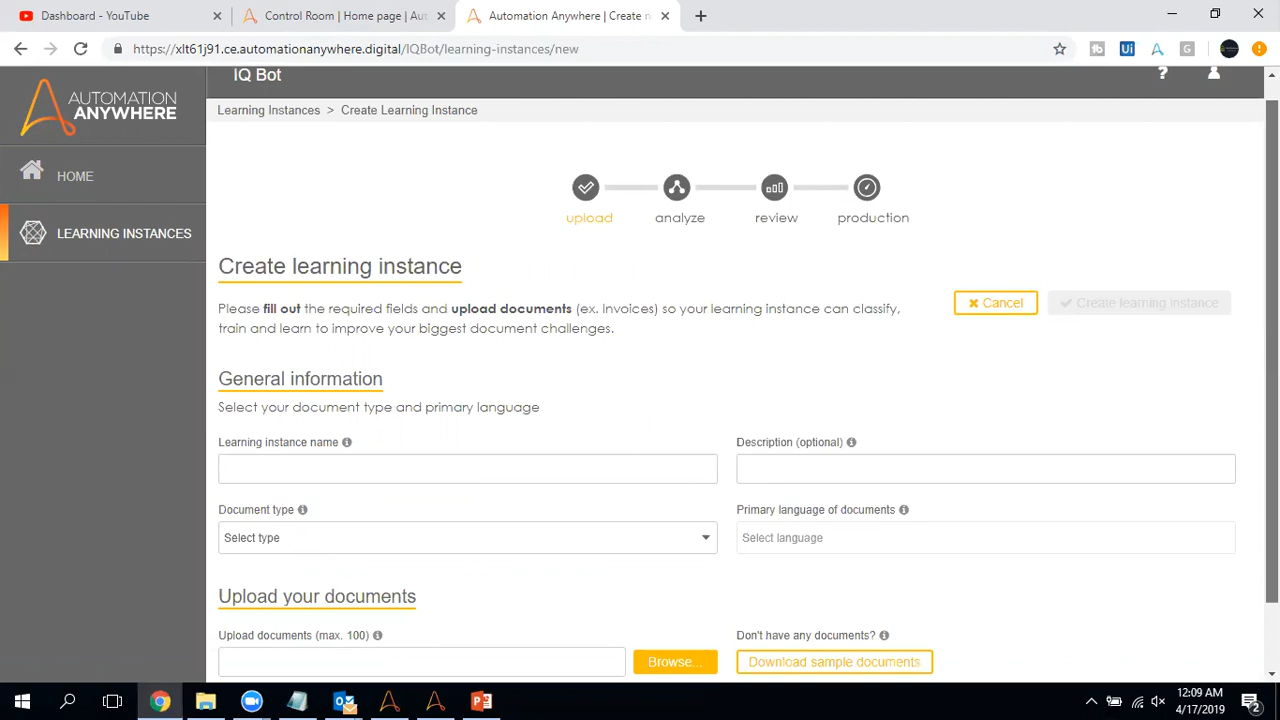 Dashboard - YouTube
Control Room | Home page | Aut
Automation Anywhere | Create n
https://xlt61j91.ce.automationanywhere.digital/IQBot/learning-instances/new
tb
Ui
G
AUTOMATION
ANYWHERE
IQ Bot
?
Learning Instances > Create Learning Instance
HOME
LEARNING INSTANCES
upload
analyze
review
production
Create learning instance
Please fill out the required fields and upload documents (ex. Invoices) so your learning instance can classify,
train and learn to improve your biggest document challenges.
Cancel
Create learning instance
General information
Select your document type and primary language
Learning instance name
Description (optional)
Document type
Primary language of documents
Select type
Select language
Upload your documents
Upload documents (max. 100)
Don't have any documents?
Browse...
Download sample documents
12:09 AM
4/17/2019
2